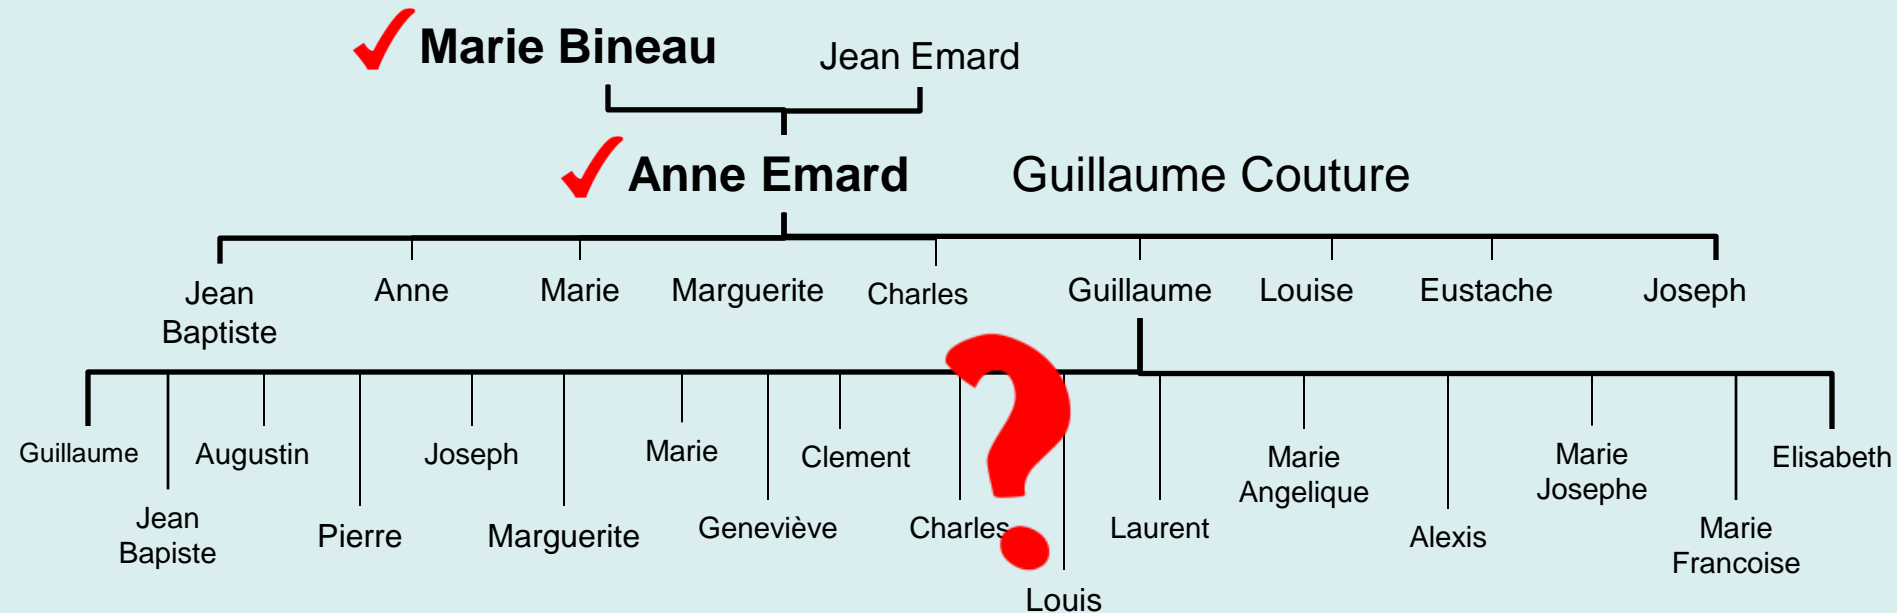 Marie Bineau
Jean Emard
Anne Emard
Guillaume Couture
Jean
Baptiste
Anne
Marie
Marguerite
Charles
Guillaume
Louise
Eustache
Joseph
Guillaume
Jean
Bapiste
Augustin
Pierre
Joseph
Marguerite
Marie
Geneviève
Clement
Charles
?
Louis
Laurent
Marie
Angelique
Alexis
Marie
Josephe
Marie
Francoise
Elisabeth